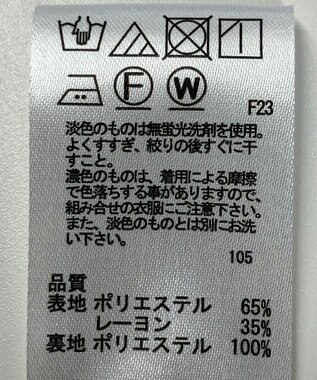 F
W
F23
淡色のものは無蛍光洗剤を使用。
よくすすぎ、絞りの後すぐに干
すこと。
濃色のものは、着用による摩擦
で色落ちする事がありますので、
組み合せの衣服にご注意下さい。
また、淡色のものとは別にお洗
い下さい。
105
品質
表地 ポリエステル 65%
レーヨン 35%
裏地 ポリエステル 100%